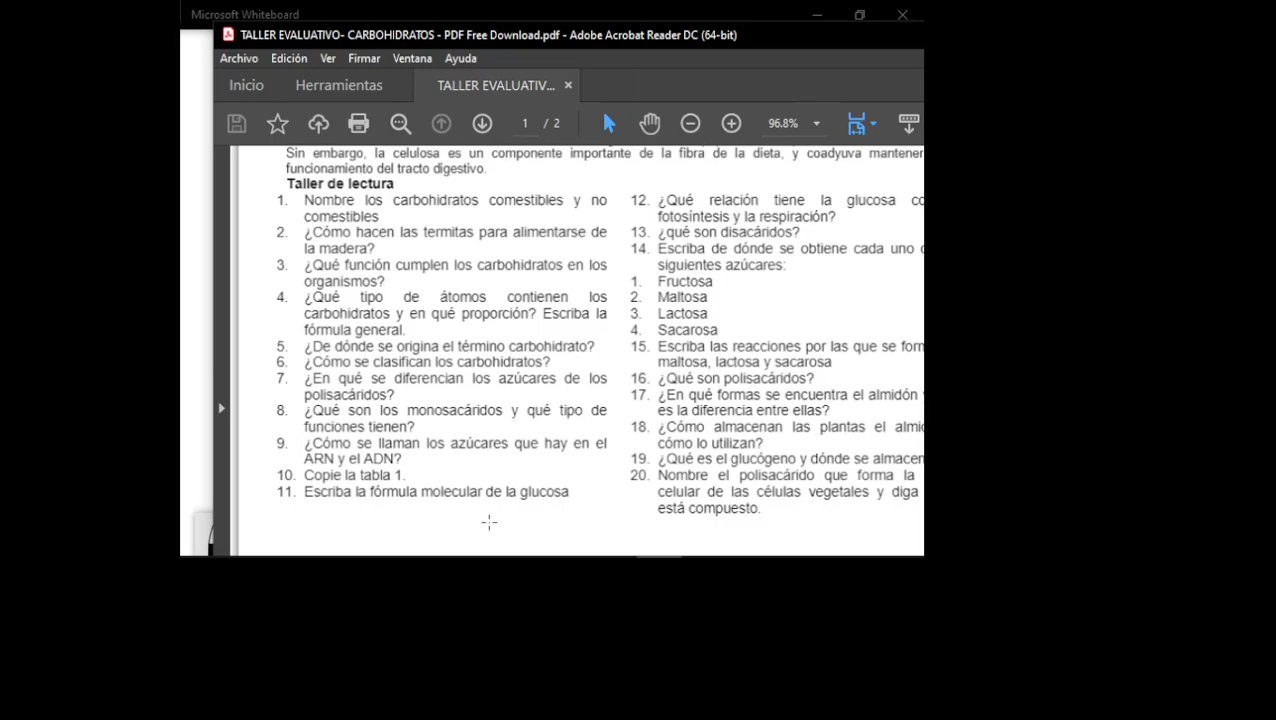 Microsoft Whiteboard
TALLER EVALUATIVO- CARBOHIDRATOS - PDF Free Download.pdf - Adobe Acrobat Reader DC (64-bit)
Archivo Edición Ver Firmar Ventana Ayuda
Inicio Herramientas TALLER EVALUATIV...
1 / 2 96.8%
Sin embargo, la celulosa es un componente importante de la fibra de la dieta, y coadyuva mantener
funcionamiento del tracto digestivo.
Taller de lectura
1. Nombre los carbohidratos comestibles y no
comestibles
2. ¿Cómo hacen las termitas para alimentarse de
la madera?
3. ¿Qué función cumplen los carbohidratos en los
organismos?
4. ¿Qué tipo de átomos contienen los
carbohidratos y en qué proporción? Escriba la
fórmula general.
5. ¿De dónde se origina el término carbohidrato?
6. ¿Cómo se clasifican los carbohidratos?
7. ¿En qué se diferencian los azúcares de los
polisacáridos?
8. ¿Qué son los monosacáridos y qué tipo de
funciones tienen?
9. ¿Cómo se llaman los azúcares que hay en el
ARN y el ADN?
10. Copie la tabla 1.
11. Escriba la fórmula molecular de la glucosa
12. ¿Qué relación tiene la glucosa co
fotosíntesis y la respiración?
13. ¿qué son disacáridos?
14. Escriba de dónde se obtiene cada uno
siguientes azúcares:
1. Fructosa
2. Maltosa
3. Lactosa
4. Sacarosa
15. Escriba las reacciones por las que se for
maltosa, lactosa y sacarosa
16. ¿Qué son polisacáridos?
17. ¿En qué formas se encuentra el almidón
es la diferencia entre ellas?
18. ¿Cómo almacenan las plantas el almi
cómo lo utilizan?
19. ¿Qué es el glucógeno y dónde se almacen
20. Nombre el polisacárido que forma la
celular de las células vegetales y diga
está compuesto.